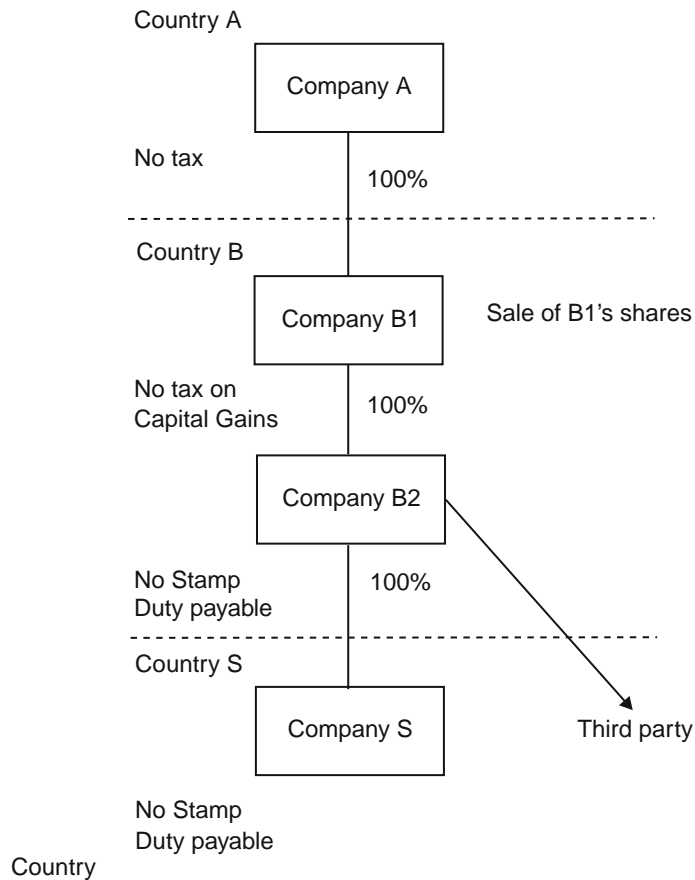 Country A
Company A
No tax
100%
Country B
Company B1
Sale of B1's shares
No tax on
Capital Gains
100%
Company B2
No Stamp
Duty payable
100%
Country S
Company S
Third party
No Stamp
Duty payable
Country